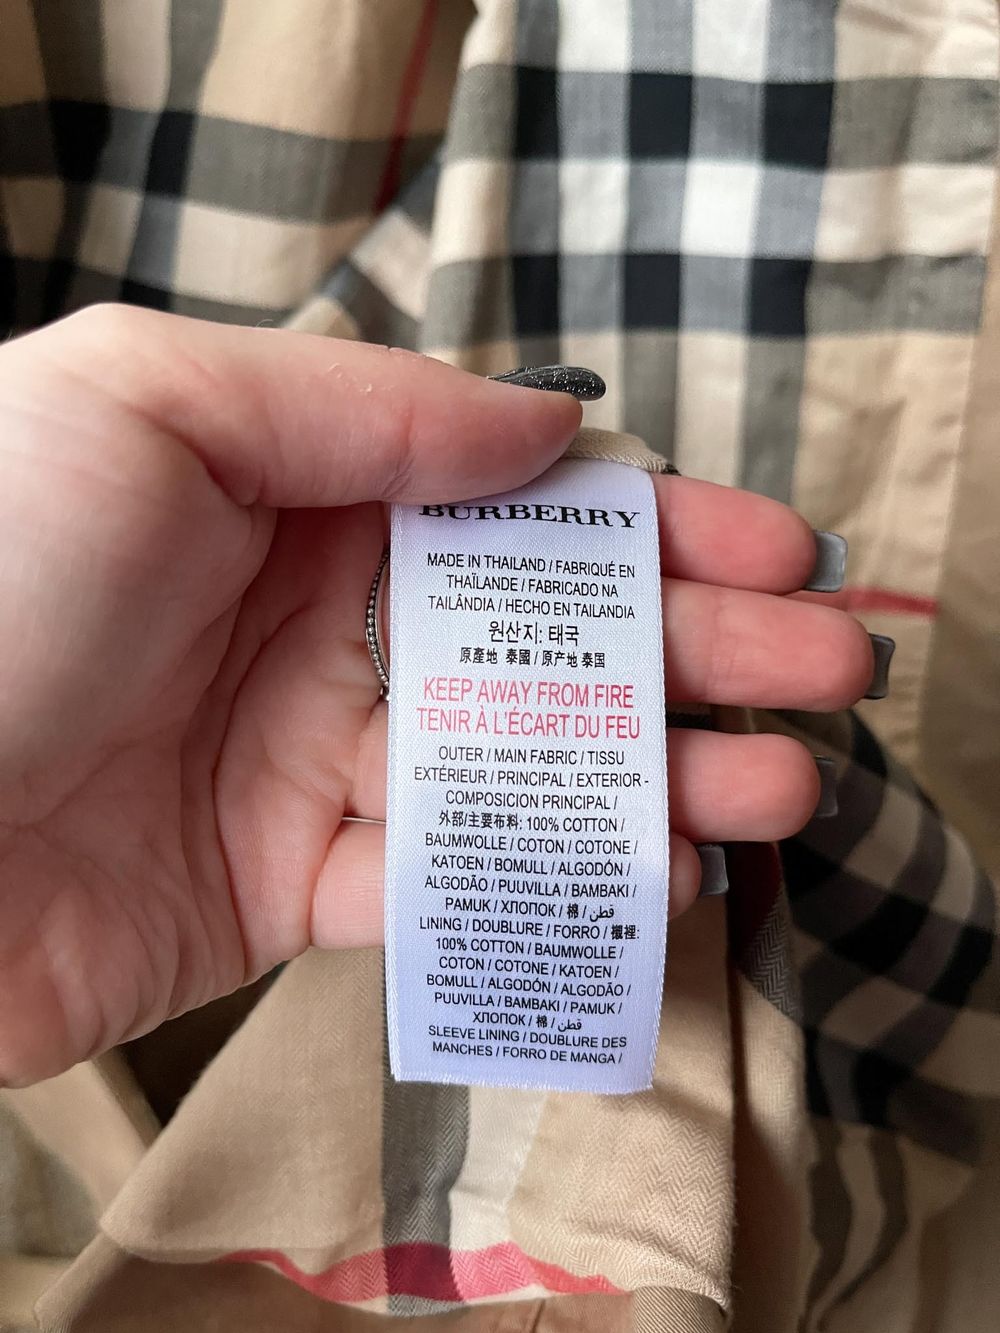 BURBERRY
MADE IN THAILAND / FABRIQUÉ EN
THAÏLANDE / FABRICADO NA
TAILÂNDIA / HECHO EN TAILANDIA
원산지: 태국
原產地 泰國 / 原产地 泰国
KEEP AWAY FROM FIRE
TENIR À L'ÉCART DU FEU
OUTER / MAIN FABRIC / TISSU
EXTÉRIEUR / PRINCIPAL / EXTERIOR -
COMPOSICION PRINCIPAL /
外部/主要布料: 100% COTTON /
BAUMWOLLE / COTON / COTONE /
KATOEN / BOMULL / ALGODÓN /
ALGODÃO / PUUVILLA / BAMBAKI /
PAMUK / ХЛОПОК / 棉 / قطن
LINING / DOUBLURE / FORRO / 襯裡:
100% COTTON / BAUMWOLLE /
COTON / COTONE / KATOEN /
BOMULL / ALGODÓN / ALGODÃO /
PUUVILLA / BAMBAKI / PAMUK /
ХЛОПОК / 棉 / قطن
SLEEVE LINING / DOUBLURE DES
MANCHES / FORRO DE MANGA /